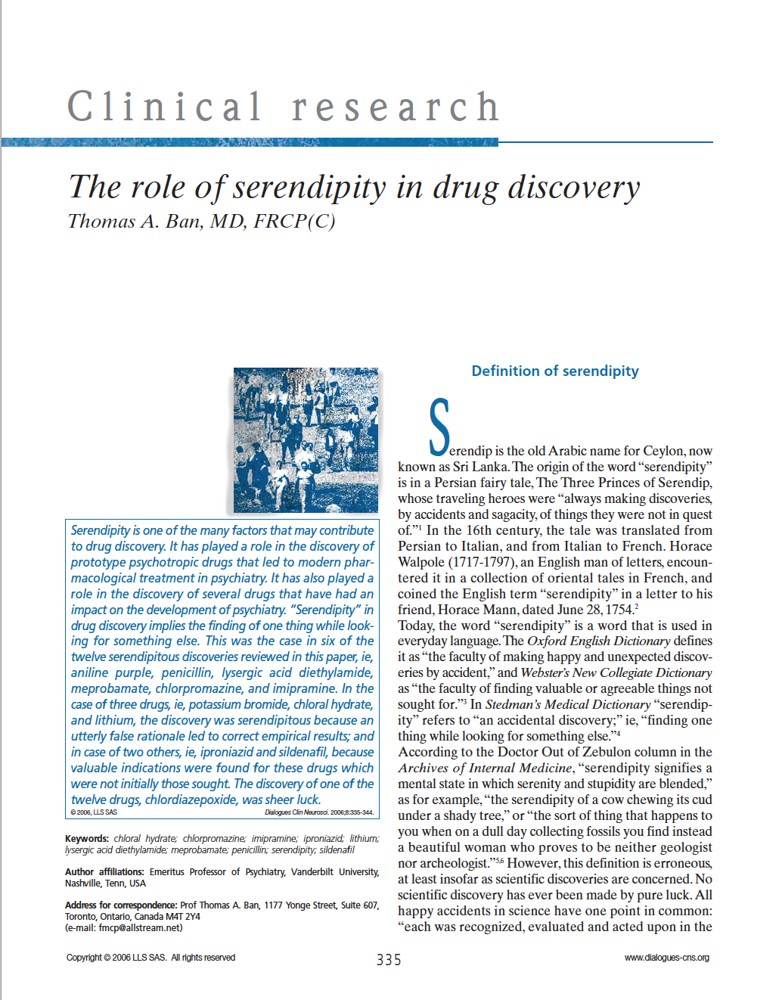 Clinical research
The role of serendipity in drug discovery
Thomas A. Ban, MD, FRCP(C)
Serendipity is one of the many factors that may contribute
to drug discovery. It has played a role in the discovery of
prototype psychotropic drugs that led to modern phar-
macological treatment in psychiatry. It has also played a
role in the discovery of several drugs that have had an
impact on the development of psychiatry. “Serendipity” in
drug discovery implies the finding of one thing while look-
ing for something else. This was the case in six of the
twelve serendipitous discoveries reviewed in this paper, ie,
aniline purple, penicillin, lysergic acid diethylamide,
meprobamate, chlorpromazine, and imipramine. In the
case of three drugs, ie, potassium bromide, chloral hydrate,
and lithium, the discovery was serendipitous because an
utterly false rationale led to correct empirical results; and
in case of two others, ie, iproniazid and sildenafil, because
valuable indications were found for these drugs which
were not initially those sought. The discovery of one of the
twelve drugs, chlordiazepoxide, was sheer luck.
© 2006, LLS SAS Dialogues Clin Neurosci. 2006;8:335-344.
Keywords: chloral hydrate; chlorpromazine; imipramine; iproniazid; lithium;
lysergic acid diethylamide; meprobamate; penicillin; serendipity; sildenafil
Author affiliations: Emeritus Professor of Psychiatry, Vanderbilt University,
Nashville, Tenn, USA
Address for correspondence: Prof Thomas A. Ban, 1177 Yonge Street, Suite 607,
Toronto, Ontario, Canada M4T 2Y4
(e-mail: fmcp@allstream.net)
Definition of serendipity
Serendip is the old Arabic name for Ceylon, now
known as Sri Lanka. The origin of the word “serendipity”
is in a Persian fairy tale, The Three Princes of Serendip,
whose traveling heroes were “always making discoveries,
by accidents and sagacity, of things they were not in quest
of.”1 In the 16th century, the tale was translated from
Persian to Italian, and from Italian to French. Horace
Walpole (1717-1797), an English man of letters, encoun-
tered it in a collection of oriental tales in French, and
coined the English term “serendipity” in a letter to his
friend, Horace Mann, dated June 28, 1754.2
Today, the word “serendipity” is a word that is used in
everyday language. The Oxford English Dictionary defines
it as “the faculty of making happy and unexpected discov-
eries by accident,” and Webster’s New Collegiate Dictionary
as “the faculty of finding valuable or agreeable things not
sought for.”3 In Stedman’s Medical Dictionary “serendip-
ity” refers to “an accidental discovery;” ie, “finding one
thing while looking for something else.”4
According to the Doctor Out of Zebulon column in the
Archives of Internal Medicine, “serendipity signifies a
mental state in which serenity and stupidity are blended,”
as for example, “the serendipity of a cow chewing its cud
under a shady tree,” or “the sort of thing that happens to
you when on a dull day collecting fossils you find instead
a beautiful woman who proves to be neither geologist
nor archeologist.”5,6 However, this definition is erroneous,
at least insofar as scientific discoveries are concerned. No
scientific discovery has ever been made by pure luck. All
happy accidents in science have one point in common:
“each was recognized, evaluated and acted upon in the
Copyright © 2006 LLS SAS. All rights reserved
335
www.dialogues-cns.org